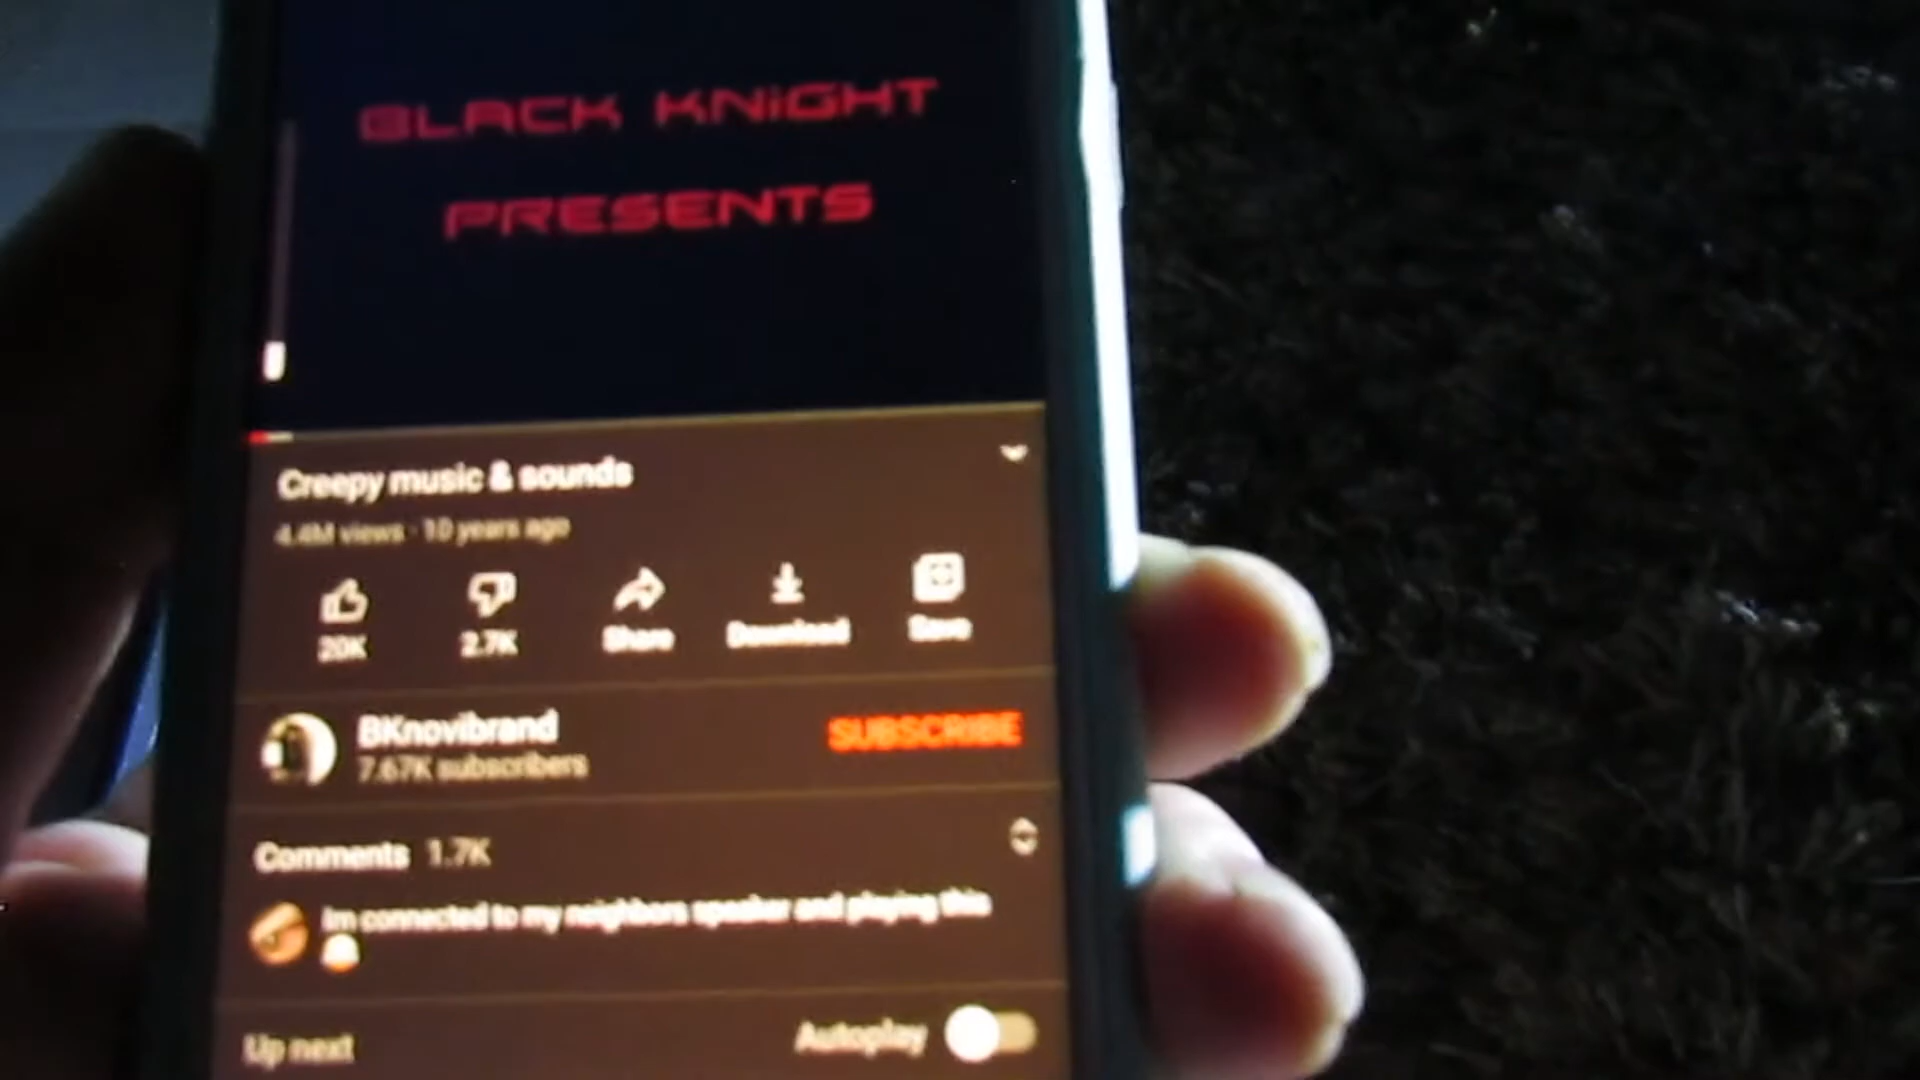 BLACK KNiGHT
PRESENTS
Creepy music & sounds
4.4M views · 10 years ago
20K 2.7K Share Download Save
BKnovibrand SUBSCRIBE
7.67K subscribers
Comments 1.7K
Im connected to my neighbors speaker and playing this
Up next Autoplay